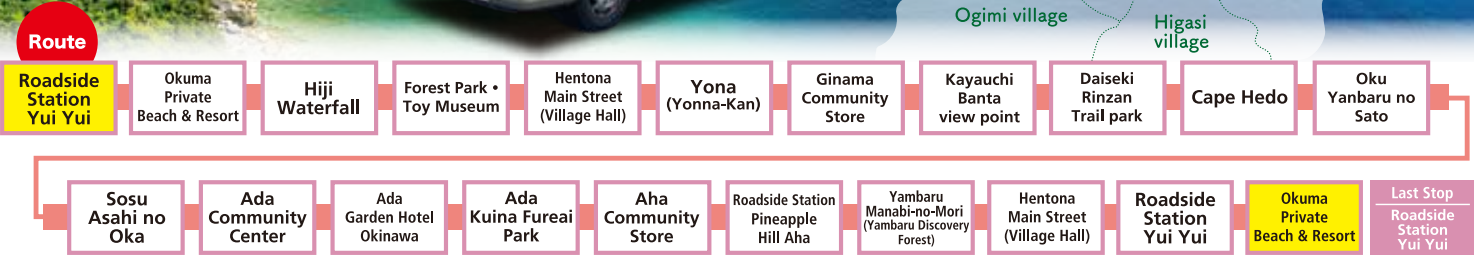 Ogimi village
Higasi
village
Route
Roadside
Station
Yui Yui
Okuma
Private
Beach & Resort
Hiji
Waterfall
Forest Park •
Toy Museum
Hentona
Main Street
(Village Hall)
Yona
(Yonna-Kan)
Ginama
Community
Store
Kayauchi
Banta
view point
Daiseki
Rinzan
Trail park
Cape Hedo
Oku
Yanbaru no
Sato
Sosu
Asahi no
Oka
Ada
Community
Center
Ada
Garden Hotel
Okinawa
Ada
Kuina Fureai
Park
Aha
Community
Store
Roadside Station
Pineapple
Hill Aha
Yambaru
Manabi-no-Mori
(Yambaru Discovery
Forest)
Hentona
Main Street
(Village Hall)
Roadside
Station
Yui Yui
Okuma
Private
Beach & Resort
Last Stop
Roadside
Station
Yui Yui